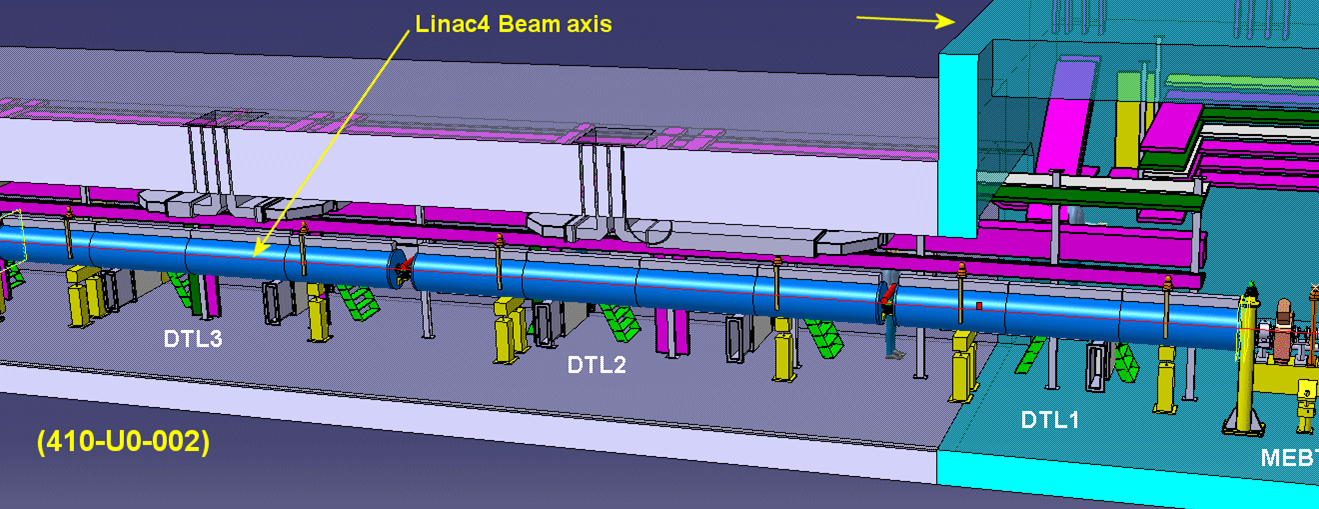 Linac4 Beam axis
DTL3
DTL2
DTL1
(410-U0-002)
MEBT